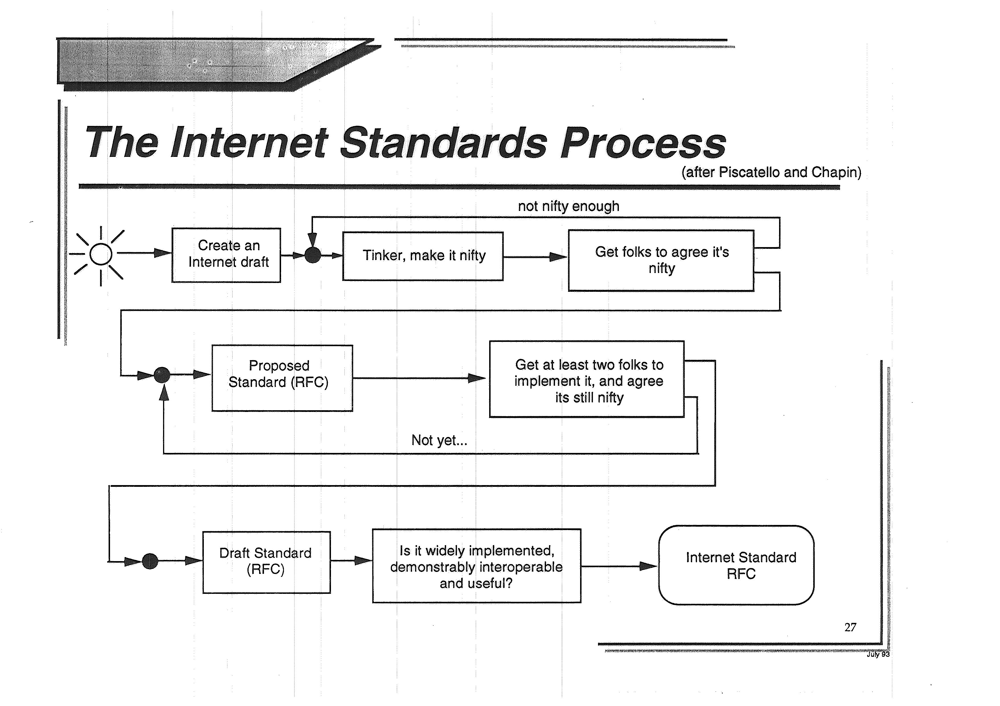 The Internet Standards Process
(after Piscatello and Chapin)
not nifty enough
Create an
Internet draft
Tinker, make it nifty
Get folks to agree it's
nifty
Proposed
Standard (RFC)
Get at least two folks to
implement it, and agree
its still nifty
Not yet...
Draft Standard
(RFC)
Is it widely implemented,
demonstrably interoperable
and useful?
Internet Standard
RFC
27
July 93